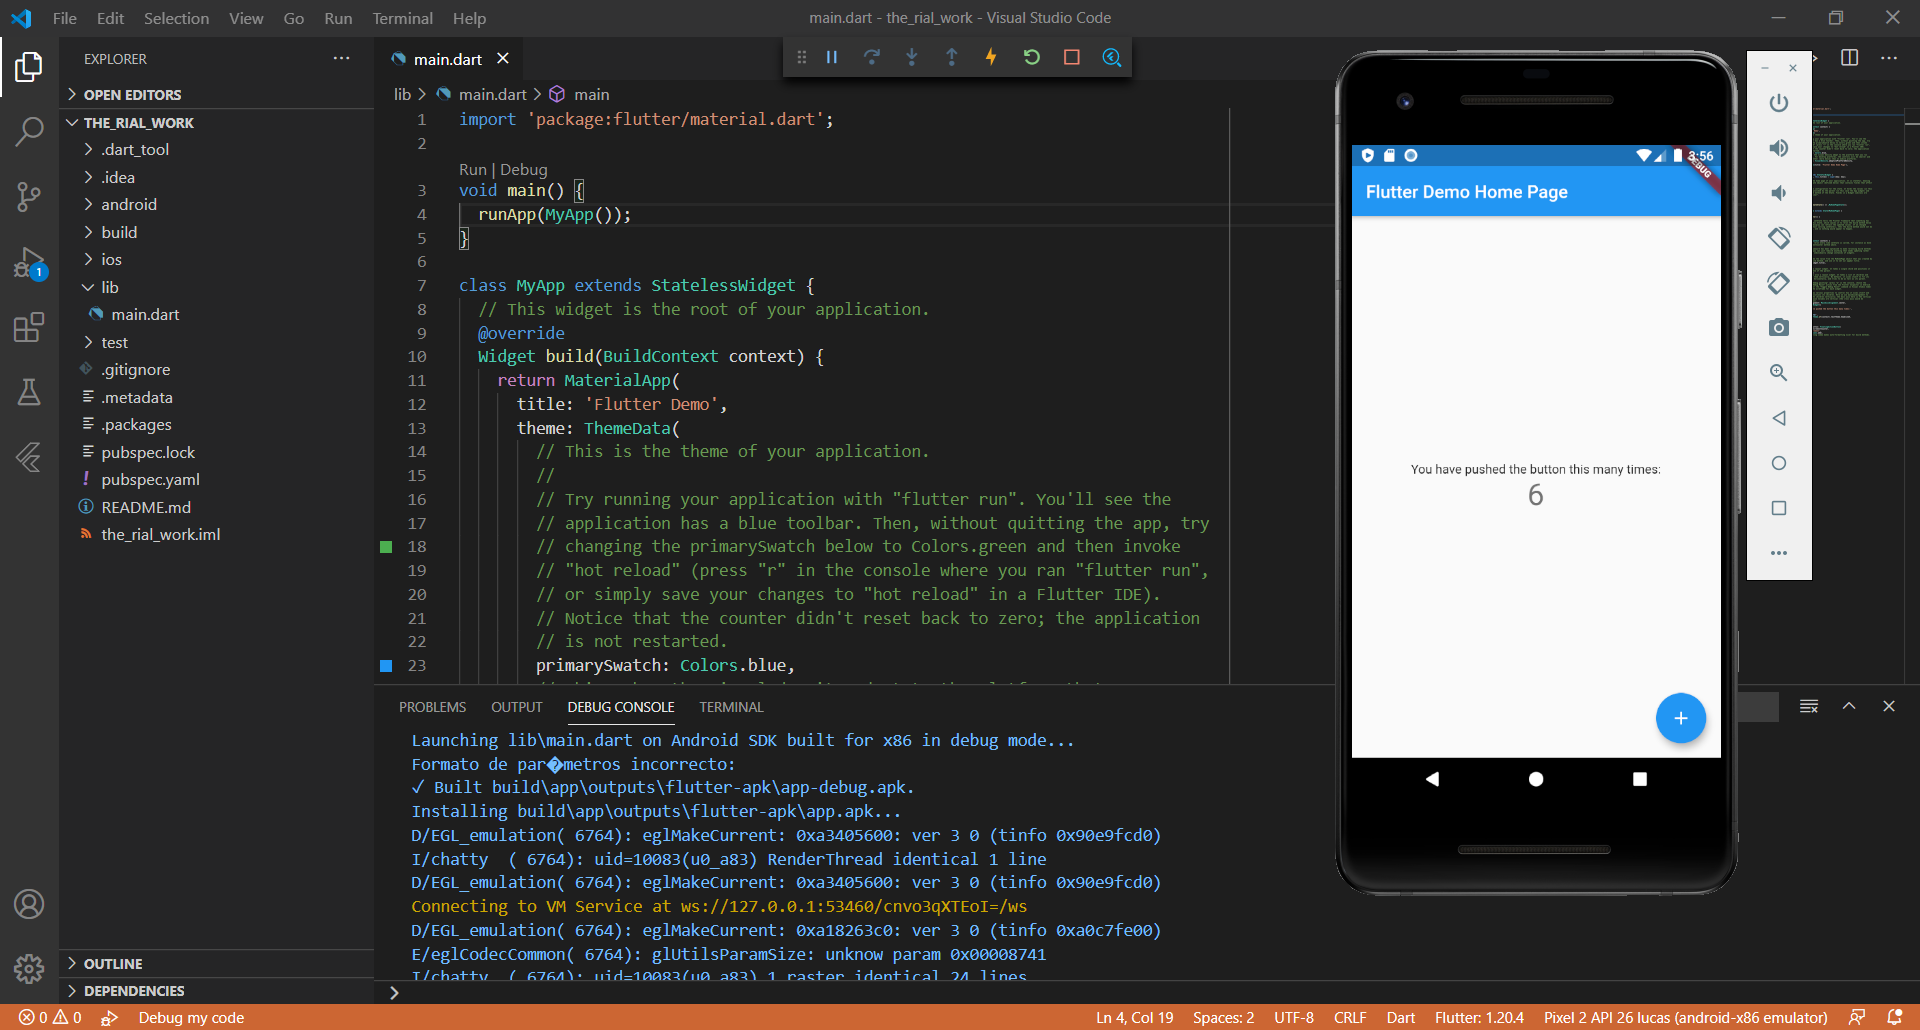 File Edit Selection View Go Run Terminal Help
main.dart - the_rial_work - Visual Studio Code
EXPLORER
OPEN EDITORS
THE_RIAL_WORK
.dart_tool
.idea
android
build
ios
lib
main.dart
test
.gitignore
.metadata
.packages
pubspec.lock
pubspec.yaml
README.md
the_rial_work.iml
OUTLINE
DEPENDENCIES
1
main.dart
lib > main.dart > main
1 import 'package:flutter/material.dart';
2
Run | Debug
3 void main() {
4 runApp(MyApp());
5 }
6
7 class MyApp extends StatelessWidget {
8 // This widget is the root of your application.
9 @override
10 Widget build(BuildContext context) {
11 return MaterialApp(
12 title: 'Flutter Demo',
13 theme: ThemeData(
14 // This is the theme of your application.
15 //
16 // Try running your application with "flutter run". You'll see the
17 // application has a blue toolbar. Then, without quitting the app, try
18 // changing the primarySwatch below to Colors.green and then invoke
19 // "hot reload" (press "r" in the console where you ran "flutter run",
20 // or simply save your changes to "hot reload" in a Flutter IDE).
21 // Notice that the counter didn't reset back to zero; the application
22 // is not restarted.
23 primarySwatch: Colors.blue,
PROBLEMS OUTPUT DEBUG CONSOLE TERMINAL
Launching lib\main.dart on Android SDK built for x86 in debug mode...
Formato de par�metros incorrecto:
✓ Built build\app\outputs\flutter-apk\app-debug.apk.
Installing build\app\outputs\flutter-apk\app.apk...
D/EGL_emulation( 6764): eglMakeCurrent: 0xa3405600: ver 3 0 (tinfo 0x90e9fcd0)
I/chatty  ( 6764): uid=10083(u0_a83) RenderThread identical 1 line
D/EGL_emulation( 6764): eglMakeCurrent: 0xa3405600: ver 3 0 (tinfo 0x90e9fcd0)
Connecting to VM Service at ws://127.0.0.1:53460/cnvo3qXTEoI=/ws
D/EGL_emulation( 6764): eglMakeCurrent: 0xa18263c0: ver 3 0 (tinfo 0xa0c7fe00)
E/eglCodecCommon( 6764): glUtilsParamSize: unknow param 0x00008741
I/chatty  ( 6764): uid=10083(u0_a83) 1.raster identical 24 lines
:56
DEBUG
Flutter Demo Home Page
You have pushed the button this many times:
6
0 0 Debug my code
Ln 4, Col 19 Spaces: 2 UTF-8 CRLF Dart Flutter: 1.20.4 Pixel 2 API 26 lucas (android-x86 emulator)